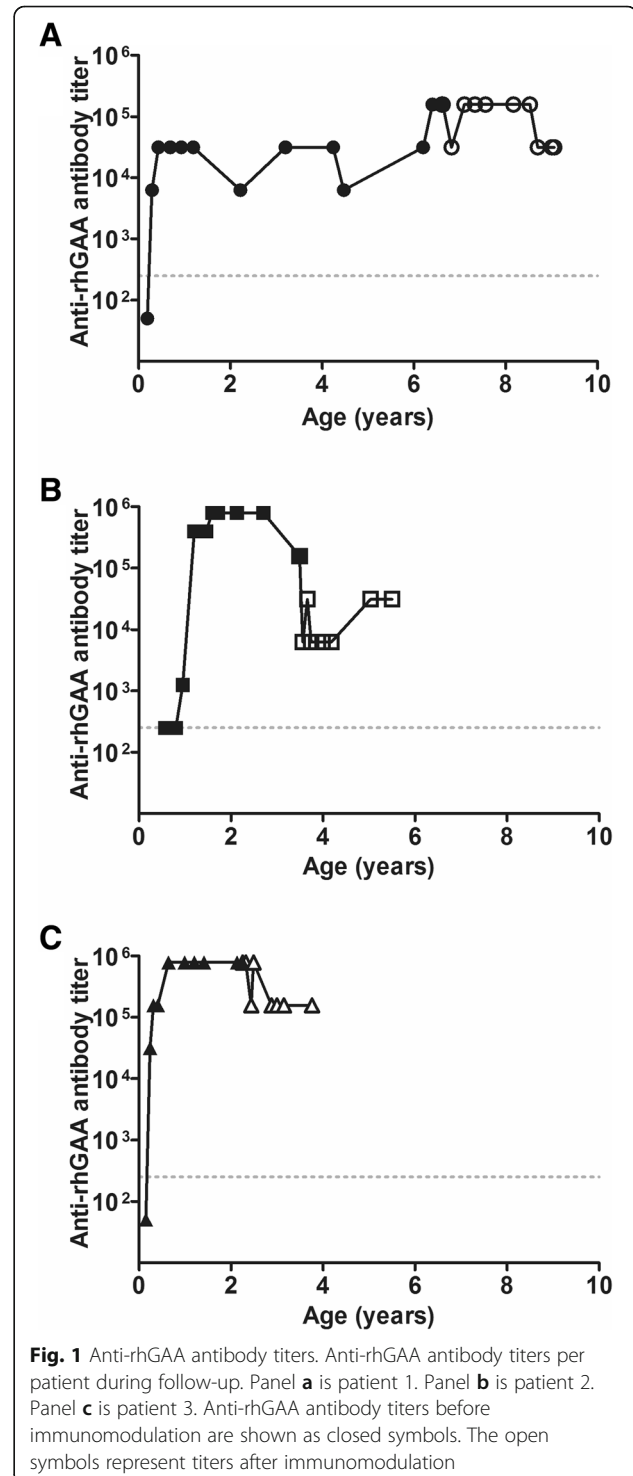 A
10⁶
10⁵
10⁴
10³
10²
Anti-rhGAA antibody titer
0 2 4 6 8 10
Age (years)
B
10⁶
10⁵
10⁴
10³
10²
Anti-rhGAA antibody titer
0 2 4 6 8 10
Age (years)
C
10⁶
10⁵
10⁴
10³
10²
Anti-rhGAA antibody titer
0 2 4 6 8 10
Age (years)
Fig. 1 Anti-rhGAA antibody titers. Anti-rhGAA antibody titers per
patient during follow-up. Panel a is patient 1. Panel b is patient 2.
Panel c is patient 3. Anti-rhGAA antibody titers before
immunomodulation are shown as closed symbols. The open
symbols represent titers after immunomodulation